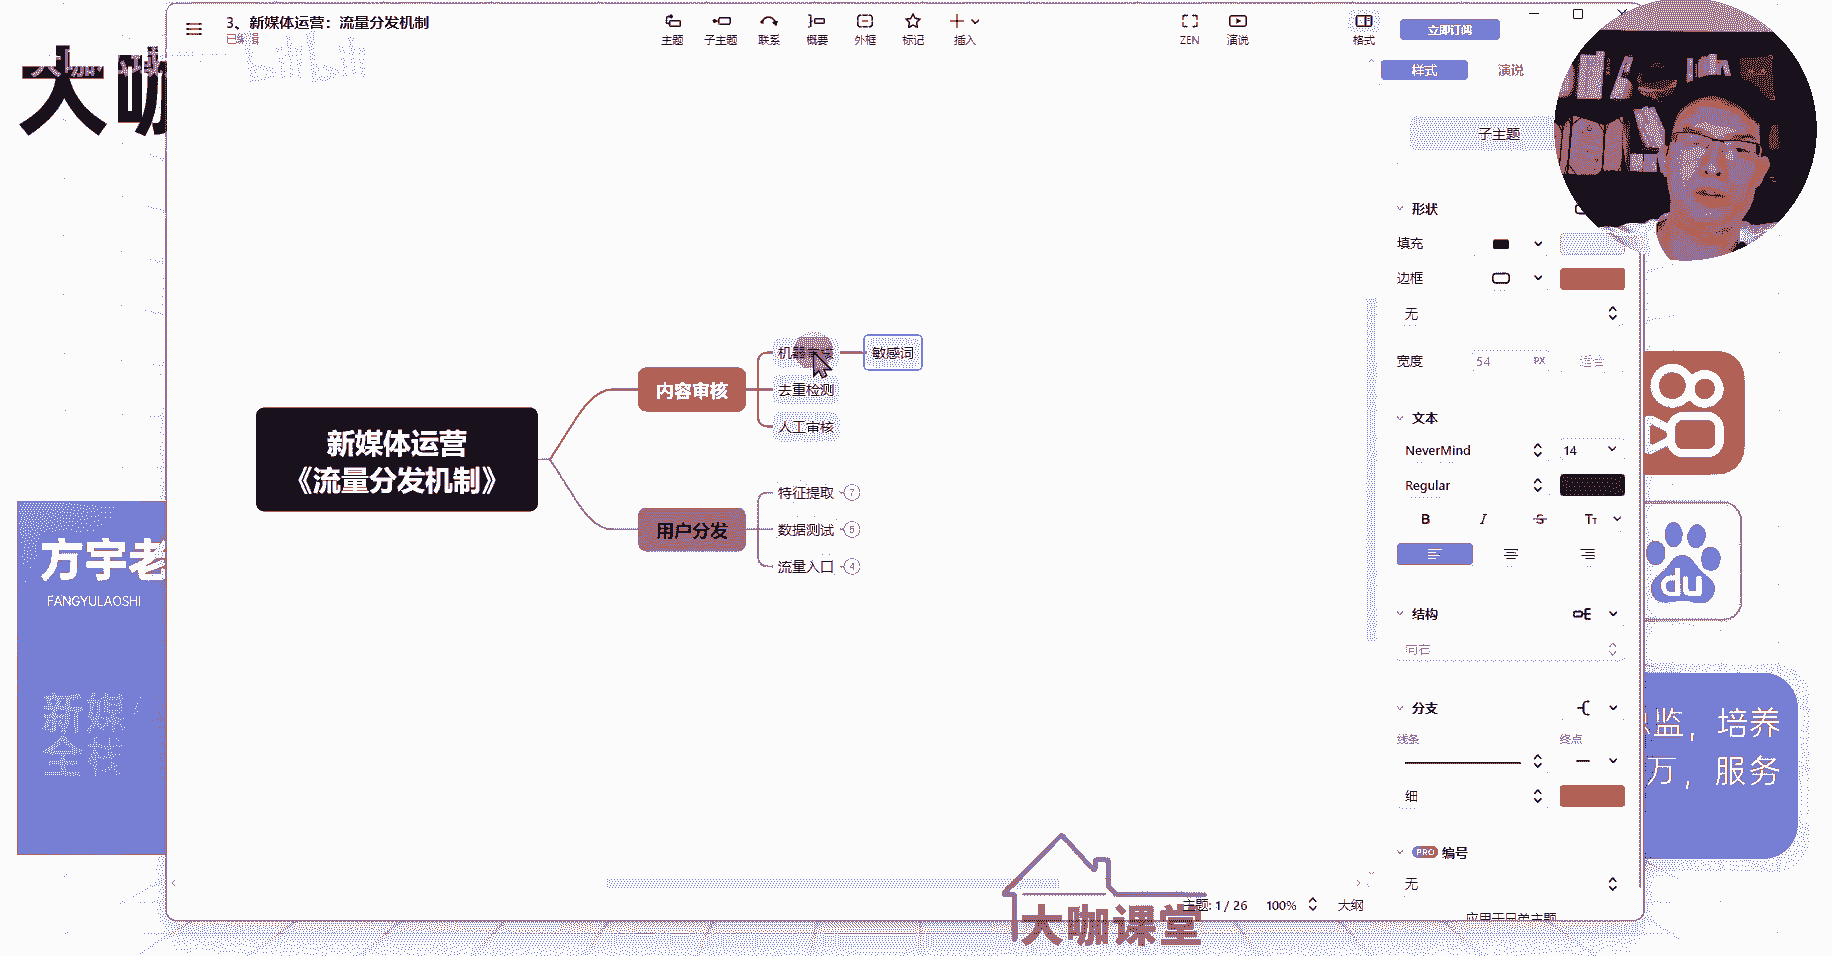 3、新媒体运营：流量分发机制
已编辑
主题
子主题
联系
概要
外框
标记
插入
ZEN
演说
格式
立即订阅
bilibili
大咖
样式
演说
子主题
形状
填充
边框
无
宽度
54
PX
文本
NeverMind
14
Regular
B
I
S
TT
结构
向右
分支
线条
终点
细
PRO 编号
无
新媒体运营
《流量分发机制》
内容审核
敏感词
去重检测
人工审核
用户分发
特征提取 7
数据测试 5
流量入口 4
方宇老
FANGYULAOSHI
新媒
全栈
du
监，培养
万，服务
主题: 1 / 26
100%
大纲
大咖课堂